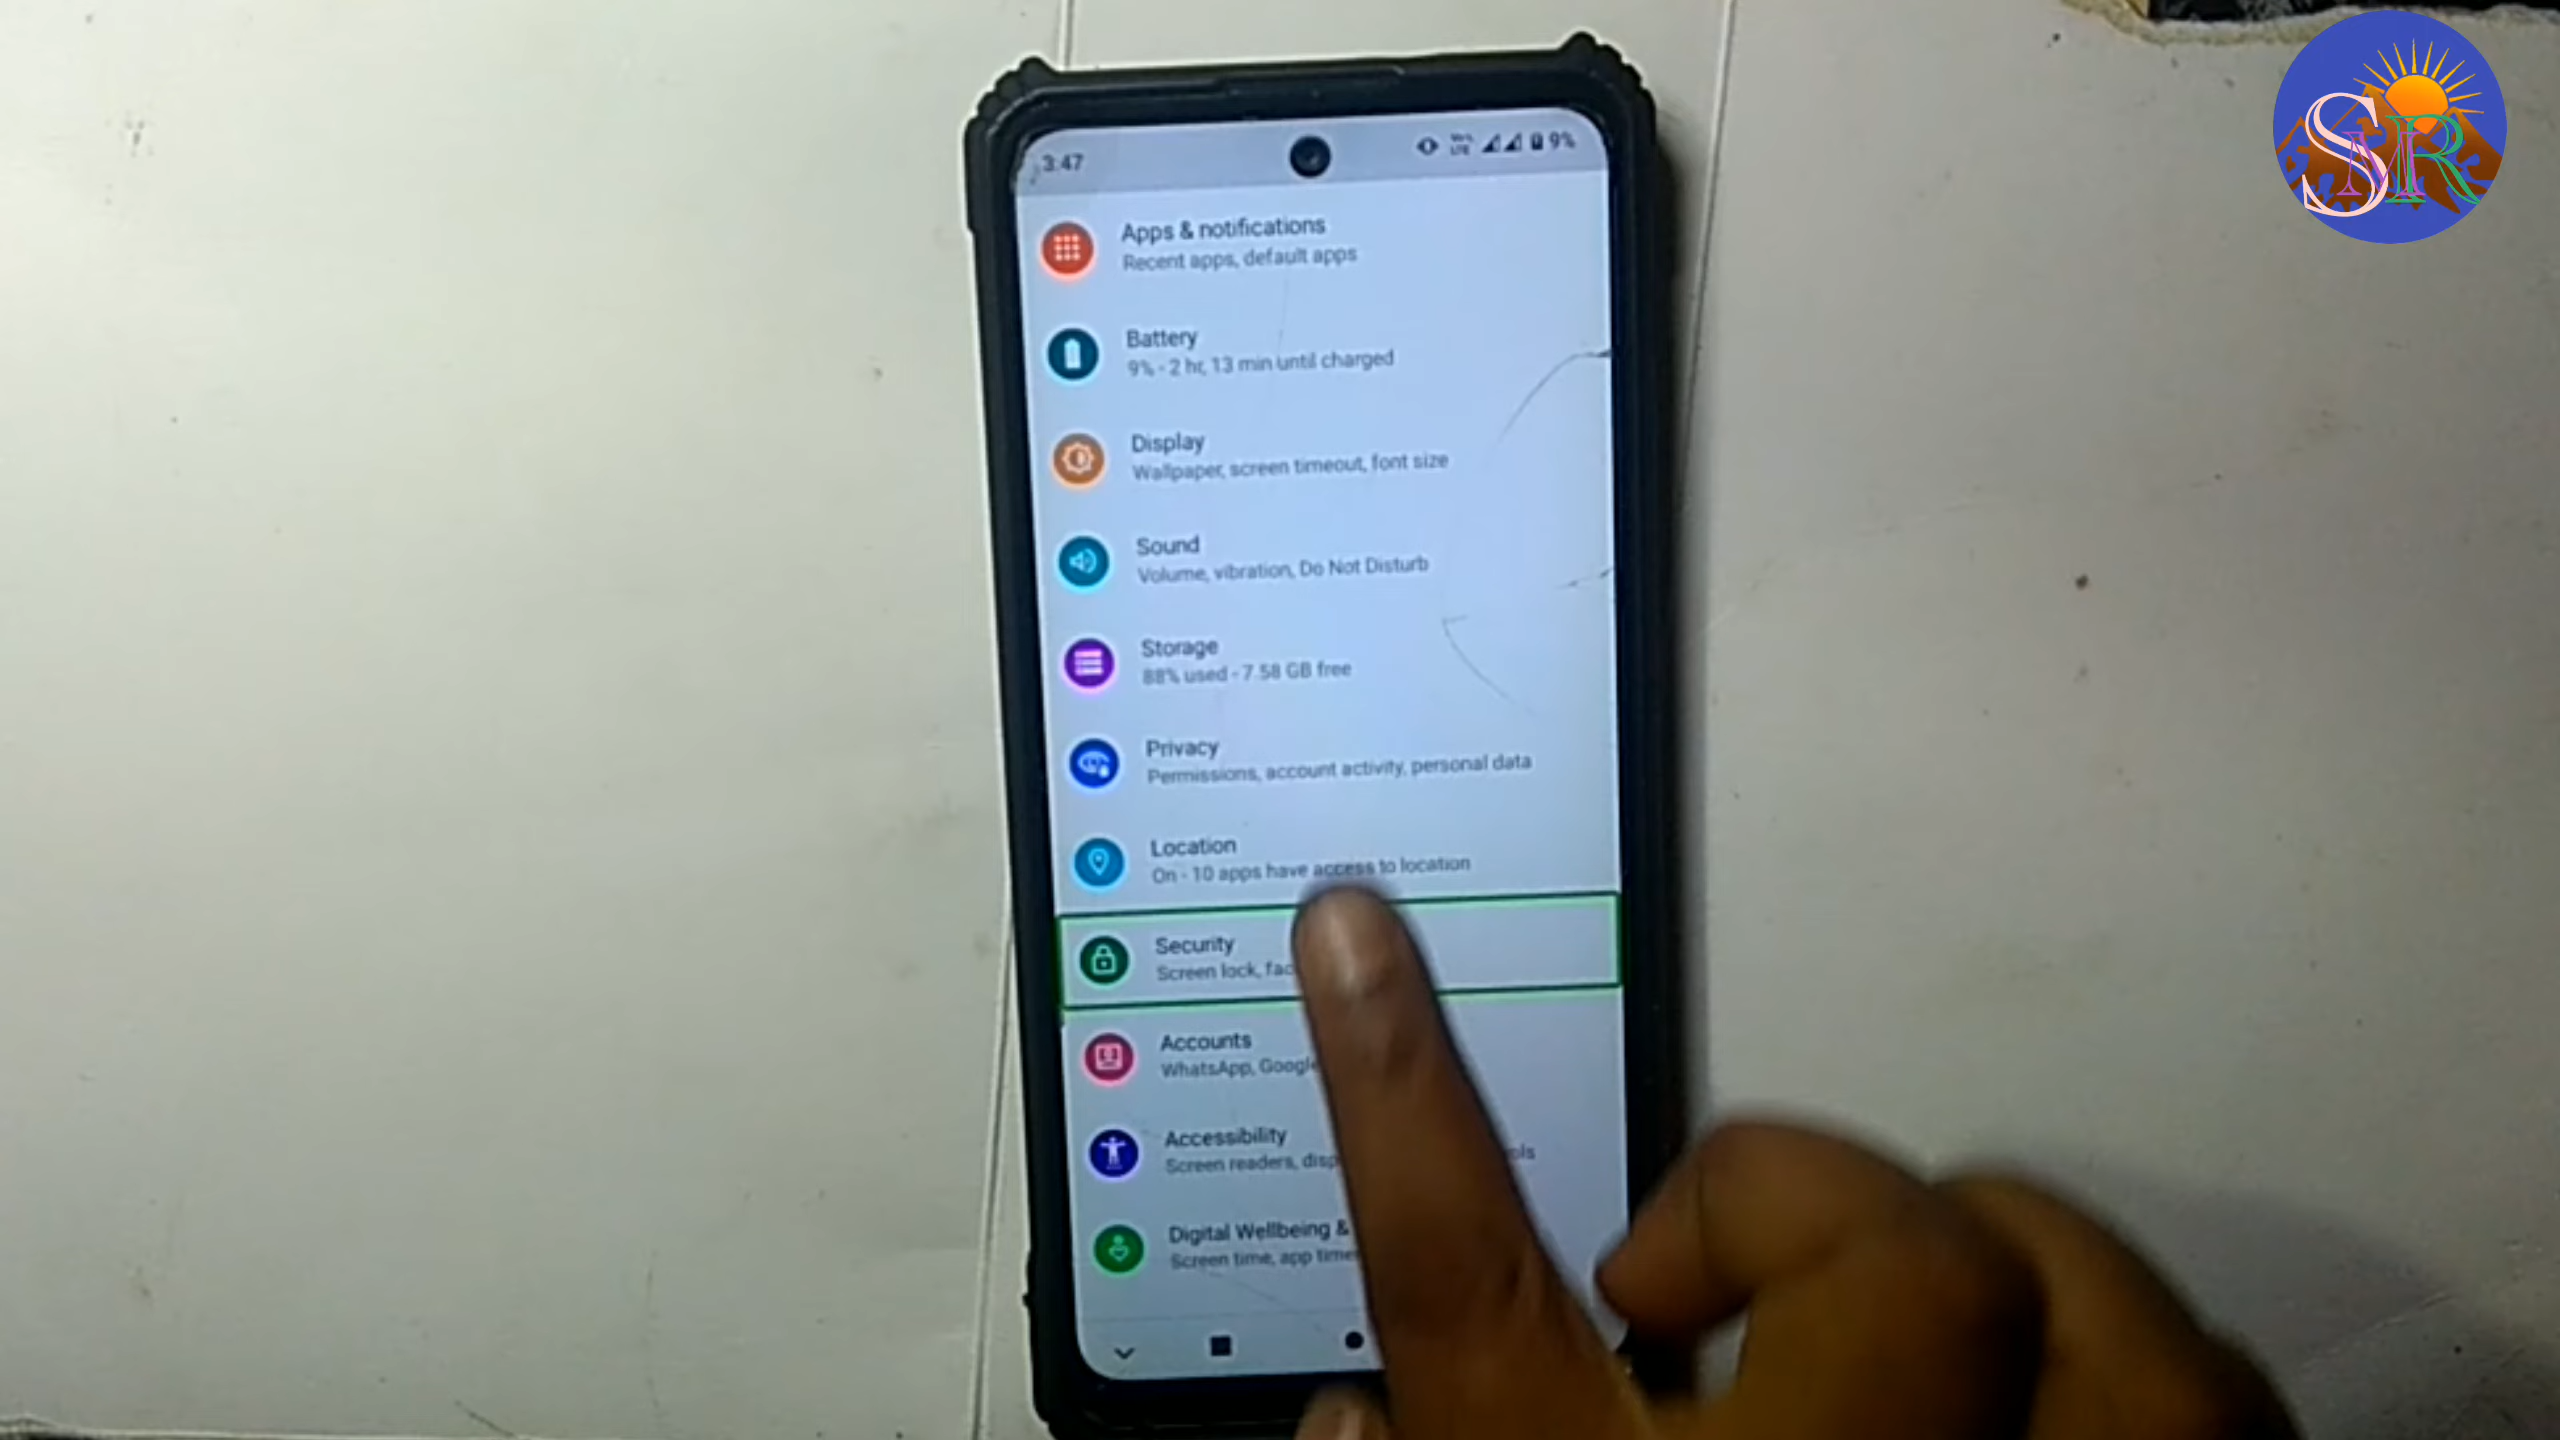 3:47
9%
Apps & notifications
Recent apps, default apps
Battery
9% - 2 hr, 13 min until charged
Display
Wallpaper, screen timeout, font size
Sound
Volume, vibration, Do Not Disturb
Storage
88% used - 7.58 GB free
Privacy
Permissions, account activity, personal data
Location
On - 10 apps have access to location
Security
Screen lock,
Accounts
WhatsApp, Google
Accessibility
Screen readers,
Digital Wellbeing &
Screen time, app
SMR